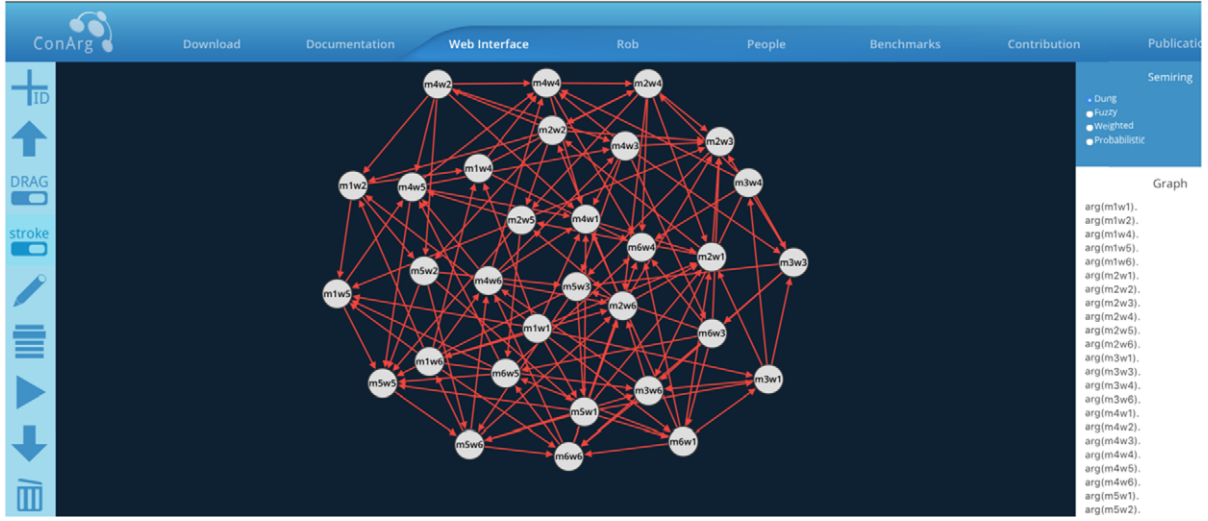 ConArg
Download
Documentation
Web Interface
Rob
People
Benchmarks
Contribution
Publicatio
ID
DRAG
stroke
Semiring
Dung
Fuzzy
Weighted
Probabilistic
Graph
arg(m1w1).
arg(m1w2).
arg(m1w4).
arg(m1w5).
arg(m1w6).
arg(m2w1).
arg(m2w2).
arg(m2w3).
arg(m2w4).
arg(m2w5).
arg(m2w6).
arg(m3w1).
arg(m3w3).
arg(m3w4).
arg(m3w6).
arg(m4w1).
arg(m4w2).
arg(m4w3).
arg(m4w4).
arg(m4w5).
arg(m4w6).
arg(m5w1).
arg(m5w2).
m4w2
m4w4
m2w4
m2w2
m4w3
m2w3
m1w4
m1w2
m4w5
m3w4
m2w5
m4w1
m6w4
m2w1
m3w3
m5w2
m4w6
m5w3
m1w5
m2w6
m1w1
m6w3
m1w6
m6w5
m5w5
m3w6
m3w1
m5w1
m5w6
m6w6
m6w1